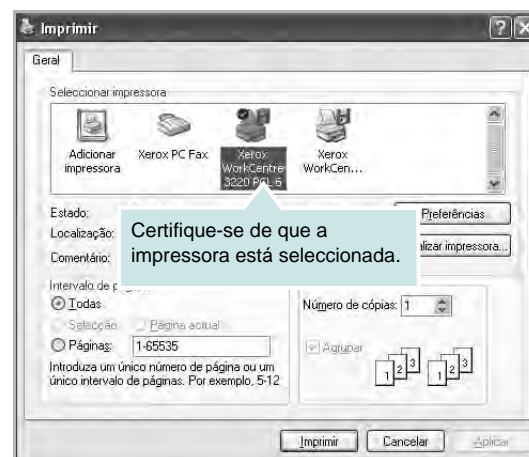 Imprimir
Geral
Seleccionar impressora
Adicionar impressora
Xerox PC Fax
Xerox WorkCentre 3220 PCL 6
Xerox WorkCen...
Estado:
Preferências
Localização:
Comentário:
impressora...
Certifique-se de que a
impressora está seleccionada.
Intervalo de
Todas
Selecção
Página actual
Páginas:
1-65535
Introduza um único número de página ou um
único intervalo de páginas. Por exemplo, 5-12
Número de cópias: 1
Agrupar
1 2 3
1 2 3
Imprimir
Cancelar
Aplicar